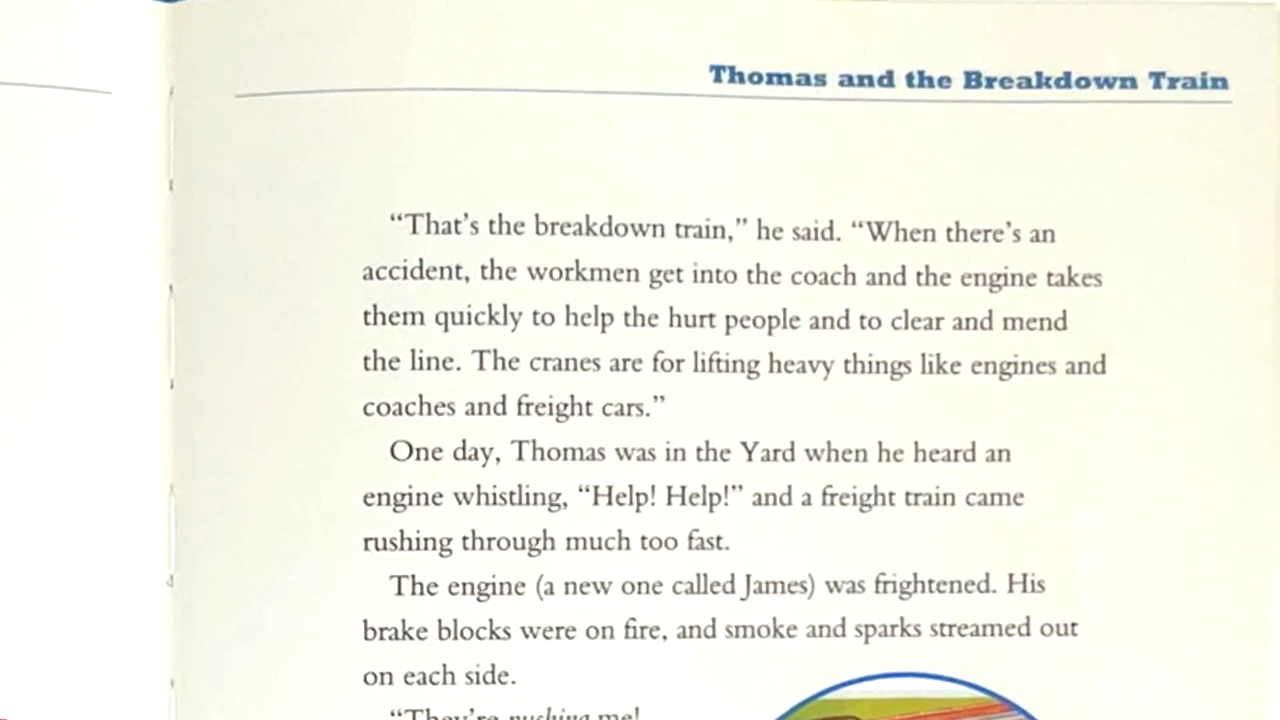 Thomas and the Breakdown Train
“That’s the breakdown train,” he said. “When there’s an
accident, the workmen get into the coach and the engine takes
them quickly to help the hurt people and to clear and mend
the line. The cranes are for lifting heavy things like engines and
coaches and freight cars.”
One day, Thomas was in the Yard when he heard an
engine whistling, “Help! Help!” and a freight train came
rushing through much too fast.
The engine (a new one called James) was frightened. His
brake blocks were on fire, and smoke and sparks streamed out
on each side.
“They’re pushing me!